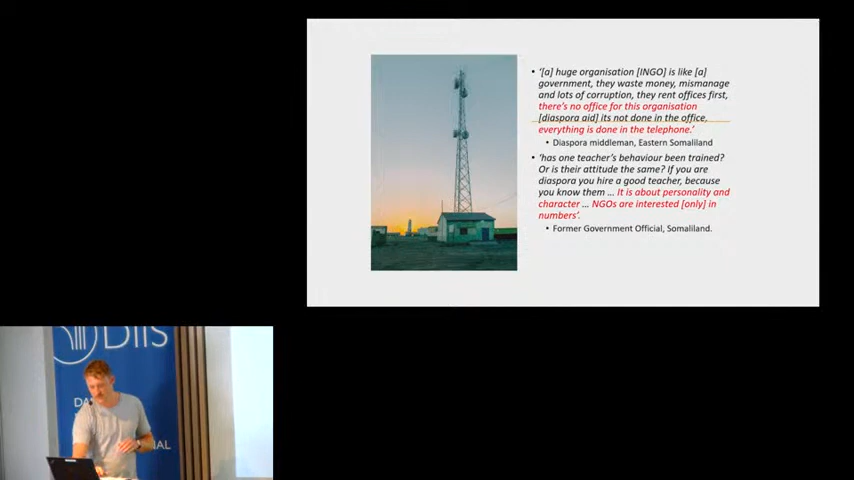 • '[a] huge organisation [INGO] is like [a]
government, they waste money, mismanage
and lots of corruption, they rent offices first,
there's no office for this organisation
[diaspora aid] its not done in the office,
everything is done in the telephone.'
• Diaspora middleman, Eastern Somaliland
• 'has one teacher's behaviour been trained?
Or is their attitude the same? If you are
diaspora you hire a good teacher, because
you know them … It is about personality and
character … NGOs are interested [only] in
numbers'.
• Former Government Official, Somaliland.
DIIS
DA
AL